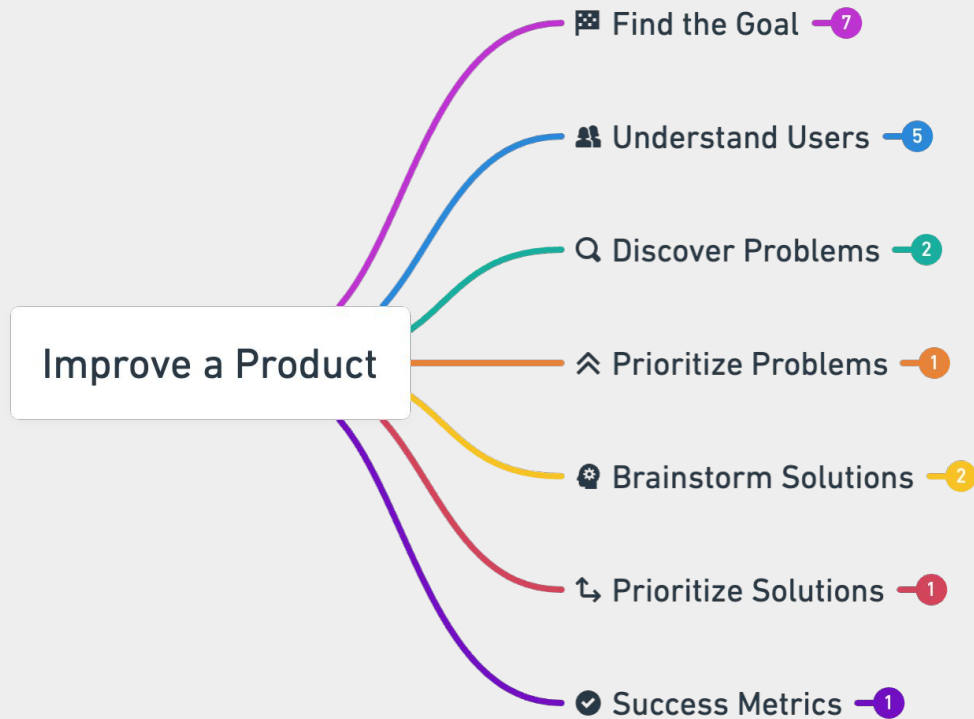 Find the Goal 7
Understand Users 5
Discover Problems 2
Improve a Product
Prioritize Problems 1
Brainstorm Solutions 2
Prioritize Solutions 1
Success Metrics 1